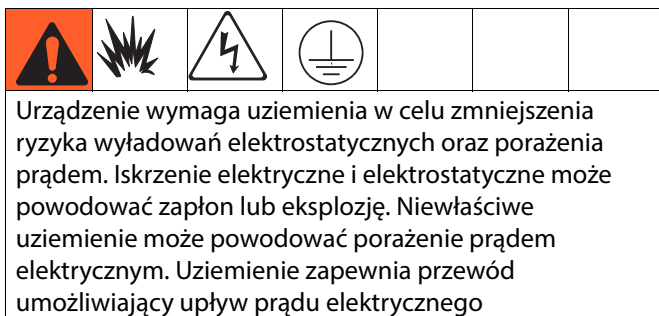 Urządzenie wymaga uziemienia w celu zmniejszenia
ryzyka wyładowań elektrostatycznych oraz porażenia
prądem. Iskrzenie elektryczne i elektrostatyczne może
powodować zapłon lub eksplozję. Niewłaściwe
uziemienie może powodować porażenie prądem
elektrycznym. Uziemienie zapewnia przewód
umożliwiający upływ prądu elektrycznego